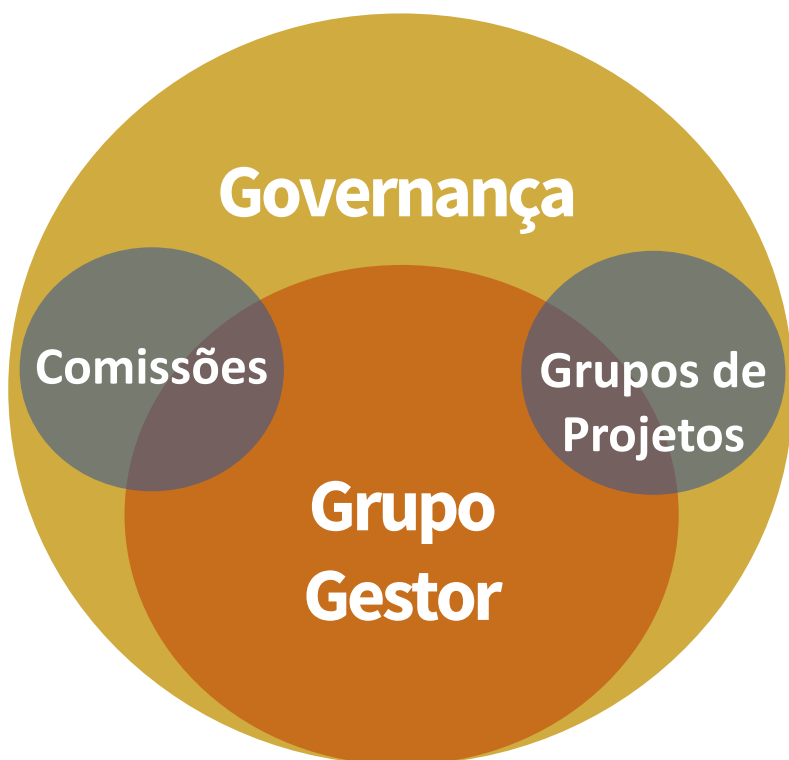 Governança
Comissões
Grupos de
Projetos
Grupo
Gestor